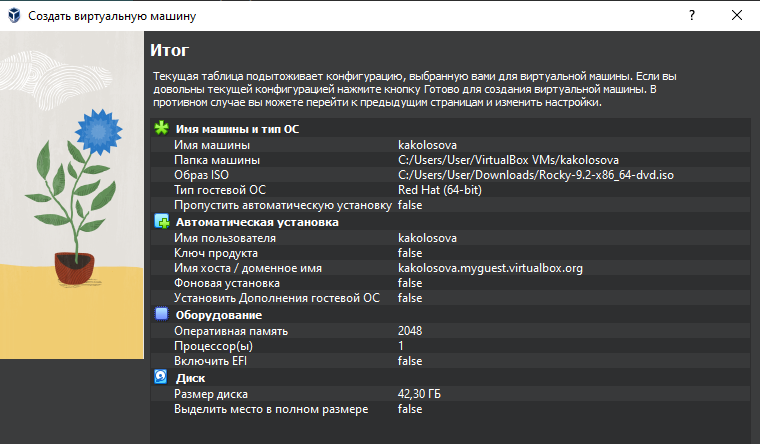 Создать виртуальную машину
Итог
Текущая таблица подытоживает конфигурацию, выбранную вами для виртуальной машины. Если вы
довольны текущей конфигурацией нажмите кнопку Готово для создания виртуальной машины. В
противном случае вы можете перейти к предыдущим страницам и изменить настройки.
Имя машины и тип ОС
Имя машины kakolosova
Папка машины C:/Users/User/VirtualBox VMs/kakolosova
Образ ISO C:/Users/User/Downloads/Rocky-9.2-x86_64-dvd.iso
Тип гостевой ОС Red Hat (64-bit)
Пропустить автоматическую установку false
Автоматическая установка
Имя пользователя kakolosova
Ключ продукта false
Имя хоста / доменное имя kakolosova.myguest.virtualbox.org
Фоновая установка false
Установить Дополнения гостевой ОС false
Оборудование
Оперативная память 2048
Процессор(ы) 1
Включить EFI false
Диск
Размер диска 42,30 ГБ
Выделить место в полном размере false